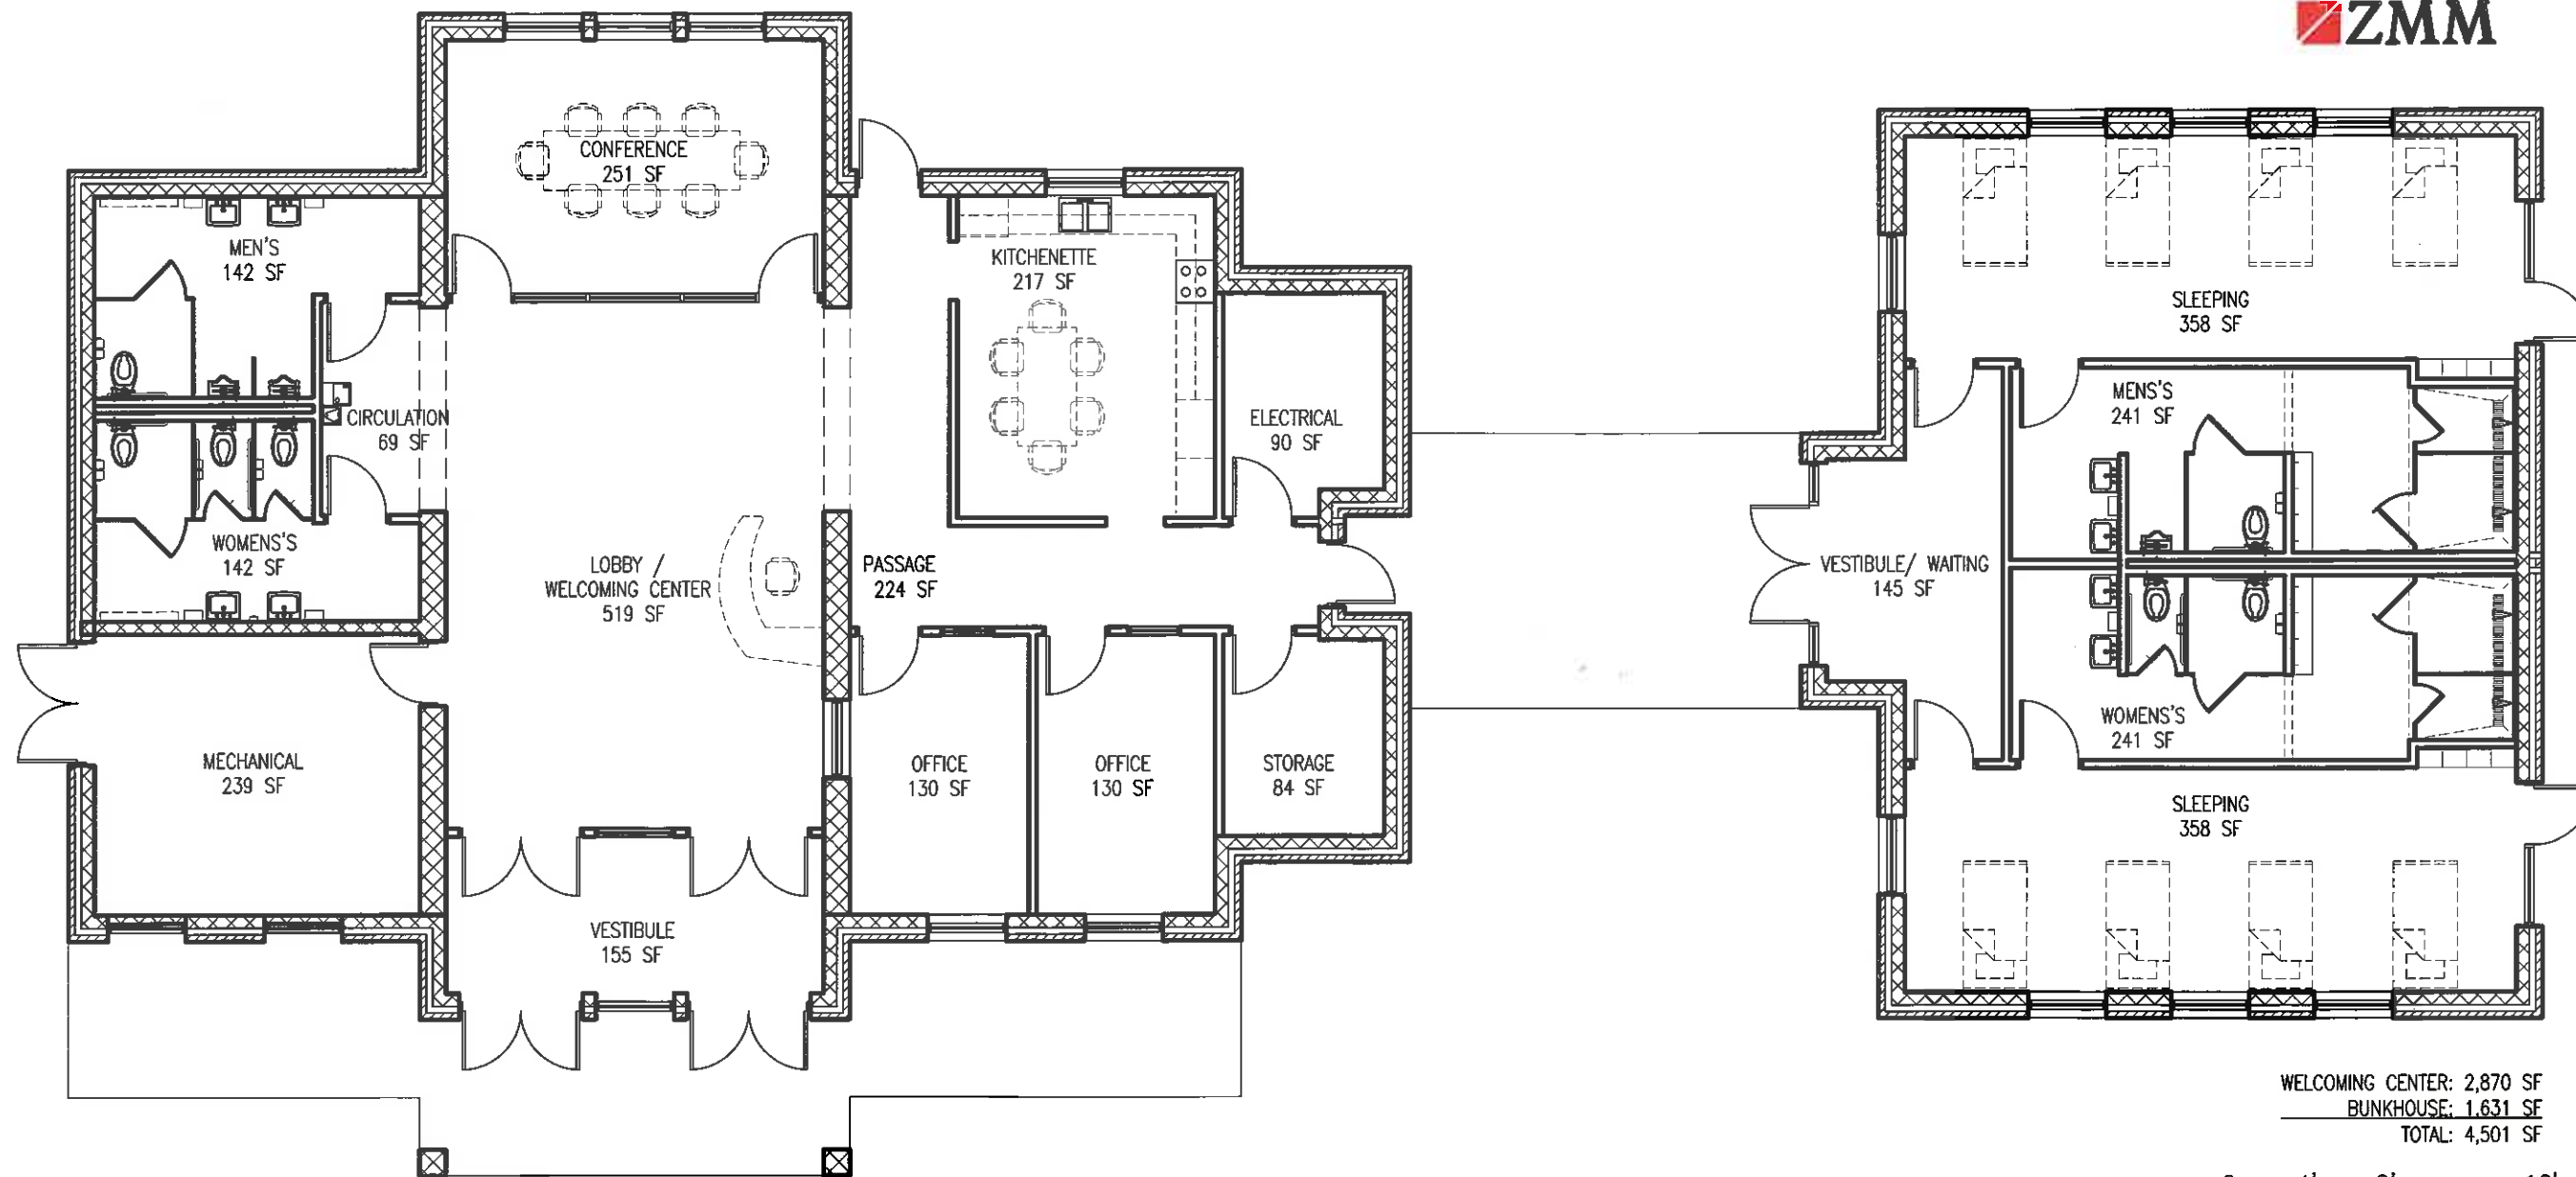 ZMM
CONFERENCE
251 SF
MEN'S
142 SF
KITCHENETTE
217 SF
CIRCULATION
69 SF
ELECTRICAL
90 SF
WOMENS'S
142 SF
LOBBY /
WELCOMING CENTER
519 SF
PASSAGE
224 SF
MECHANICAL
239 SF
OFFICE
130 SF
OFFICE
130 SF
STORAGE
84 SF
VESTIBULE
155 SF
SLEEPING
358 SF
MENS'S
241 SF
VESTIBULE/ WAITING
145 SF
WOMENS'S
241 SF
SLEEPING
358 SF
WELCOMING CENTER: 2,870 SF
BUNKHOUSE: 1,631 SF
TOTAL: 4,501 SF